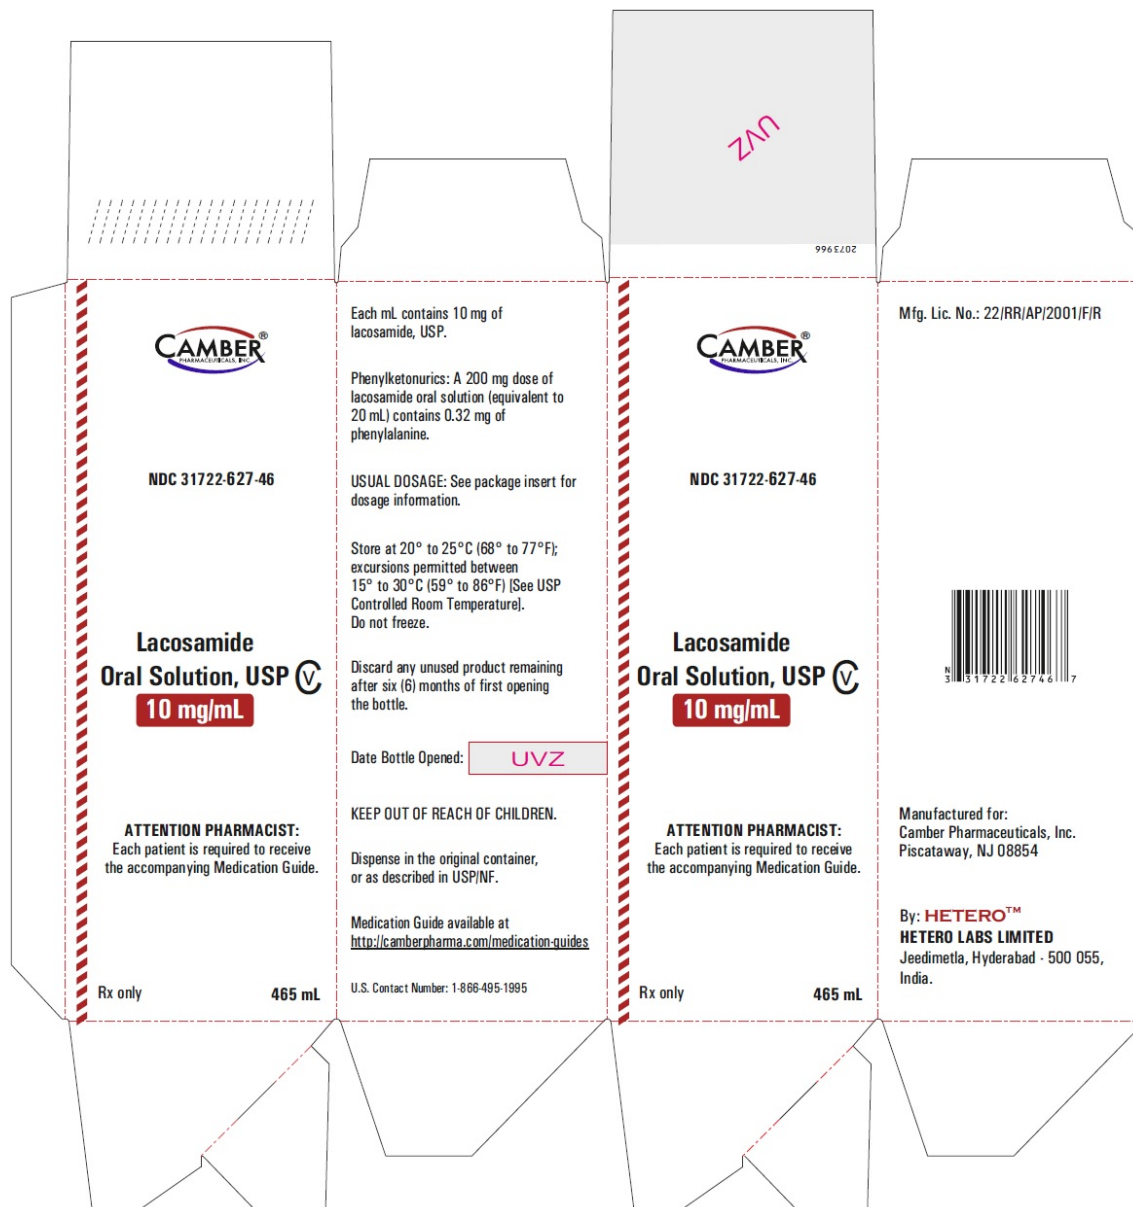 UVZ
2073966
CAMBER®
PHARMACEUTICALS, INC.
NDC 31722-627-46
Lacosamide
Oral Solution, USP CV
10 mg/mL
ATTENTION PHARMACIST:
Each patient is required to receive
the accompanying Medication Guide.
Rx only 465 mL
Each mL contains 10 mg of
lacosamide, USP.
Phenylketonurics: A 200 mg dose of
lacosamide oral solution (equivalent to
20 mL) contains 0.32 mg of
phenylalanine.
USUAL DOSAGE: See package insert for
dosage information.
Store at 20° to 25°C (68° to 77°F);
excursions permitted between
15° to 30°C (59° to 86°F) [See USP
Controlled Room Temperature].
Do not freeze.
Discard any unused product remaining
after six (6) months of first opening
the bottle.
Date Bottle Opened: UVZ
KEEP OUT OF REACH OF CHILDREN.
Dispense in the original container,
or as described in USP/NF.
Medication Guide available at
http://camberpharma.com/medication-guides
U.S. Contact Number: 1-866-495-1995
CAMBER®
PHARMACEUTICALS, INC.
NDC 31722-627-46
Lacosamide
Oral Solution, USP CV
10 mg/mL
ATTENTION PHARMACIST:
Each patient is required to receive
the accompanying Medication Guide.
Rx only 465 mL
Mfg. Lic. No.: 22/RR/AP/2001/F/R
N
3 31722 62746 7
Manufactured for:
Camber Pharmaceuticals, Inc.
Piscataway, NJ 08854
By: HETERO™
HETERO LABS LIMITED
Jeedimetla, Hyderabad - 500 055,
India.